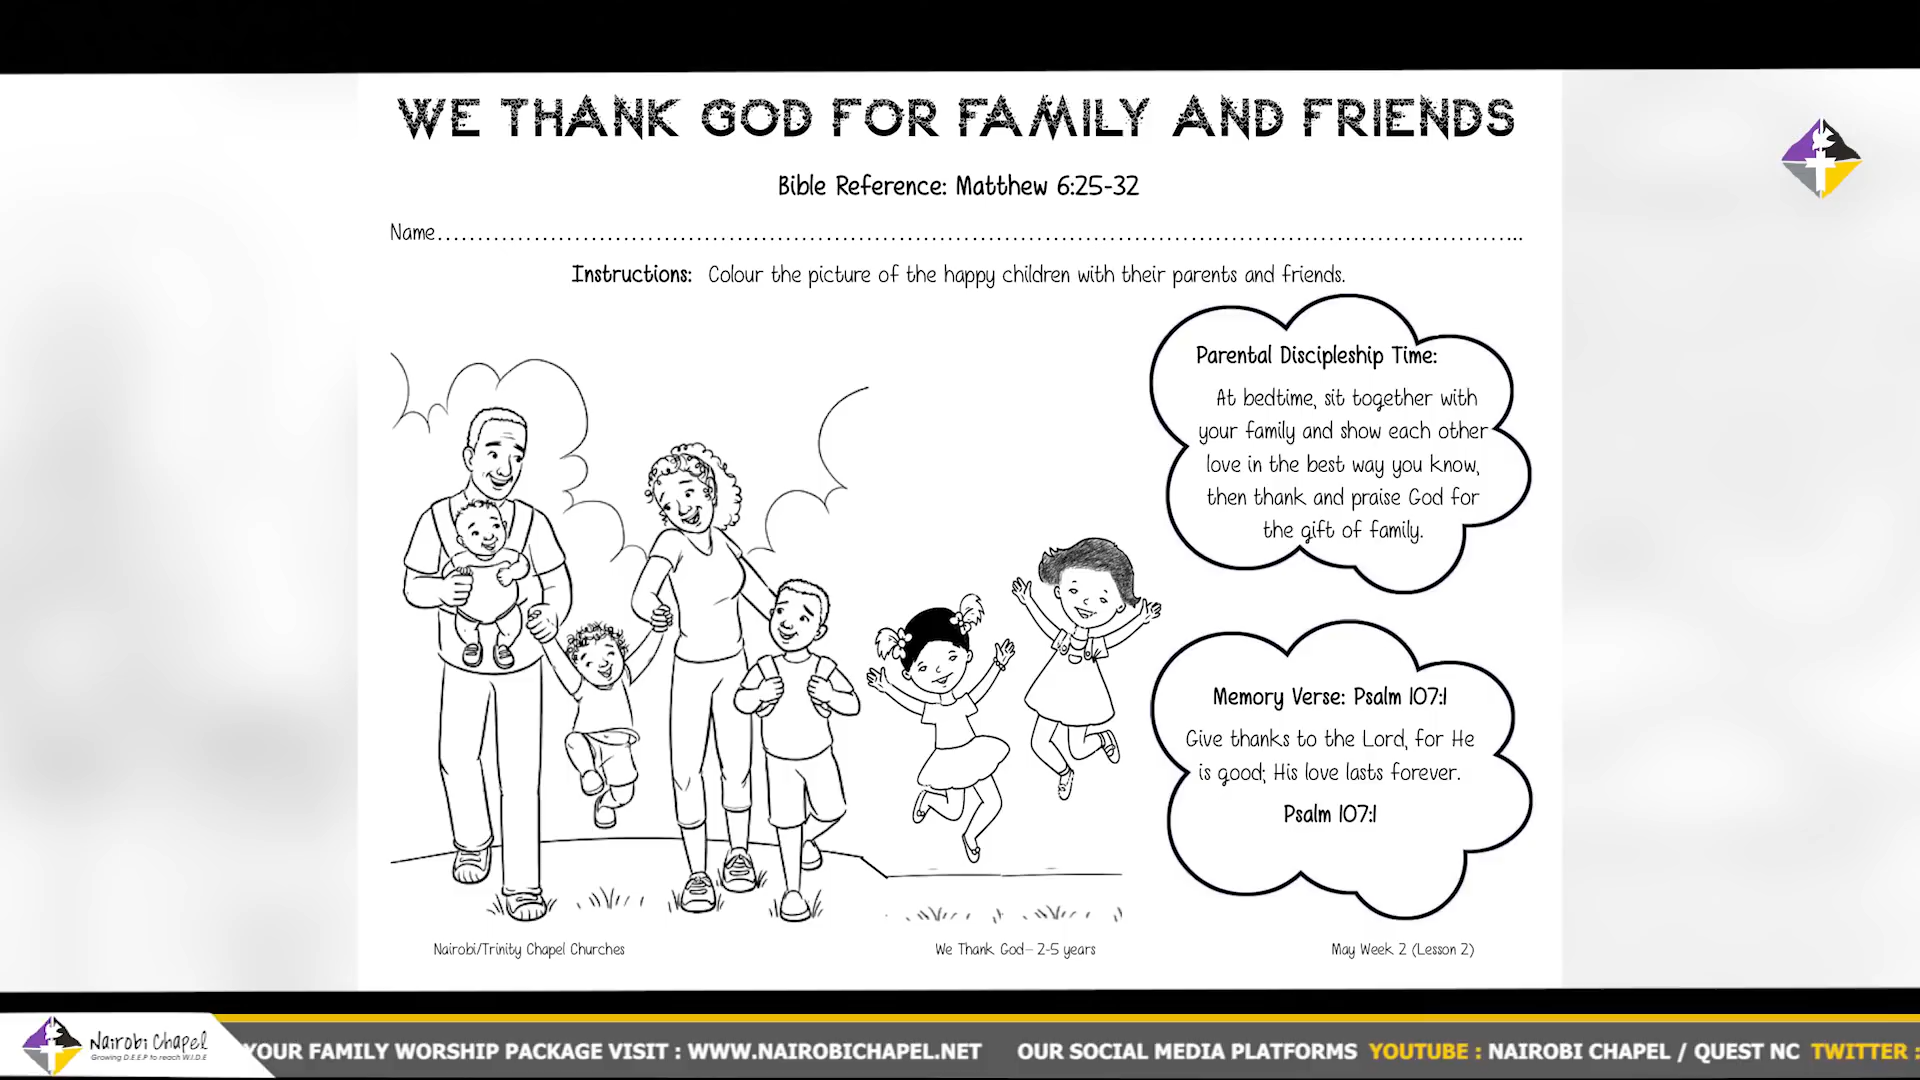 WE THANK GOD FOR FAMILY AND FRIENDS
Bible Reference: Matthew 6:25-32
Name.......................................................................................................................................
Instructions: Colour the picture of the happy children with their parents and friends.
Parental Discipleship Time:
At bedtime, sit together with
your family and show each other
love in the best way you know,
then thank and praise God for
the gift of family.
Memory Verse: Psalm 107:1
Give thanks to the Lord, for He
is good; His love lasts forever.
Psalm 107:1
Nairobi/Trinity Chapel Churches
We Thank God- 2-5 years
May Week 2 (Lesson 2)
Nairobi Chapel
Growing D.E.E.P to reach W.I.D.E
YOUR FAMILY WORSHIP PACKAGE VISIT : WWW.NAIROBICHAPEL.NET OUR SOCIAL MEDIA PLATFORMS YOUTUBE : NAIROBI CHAPEL / QUEST NC TWITTER :